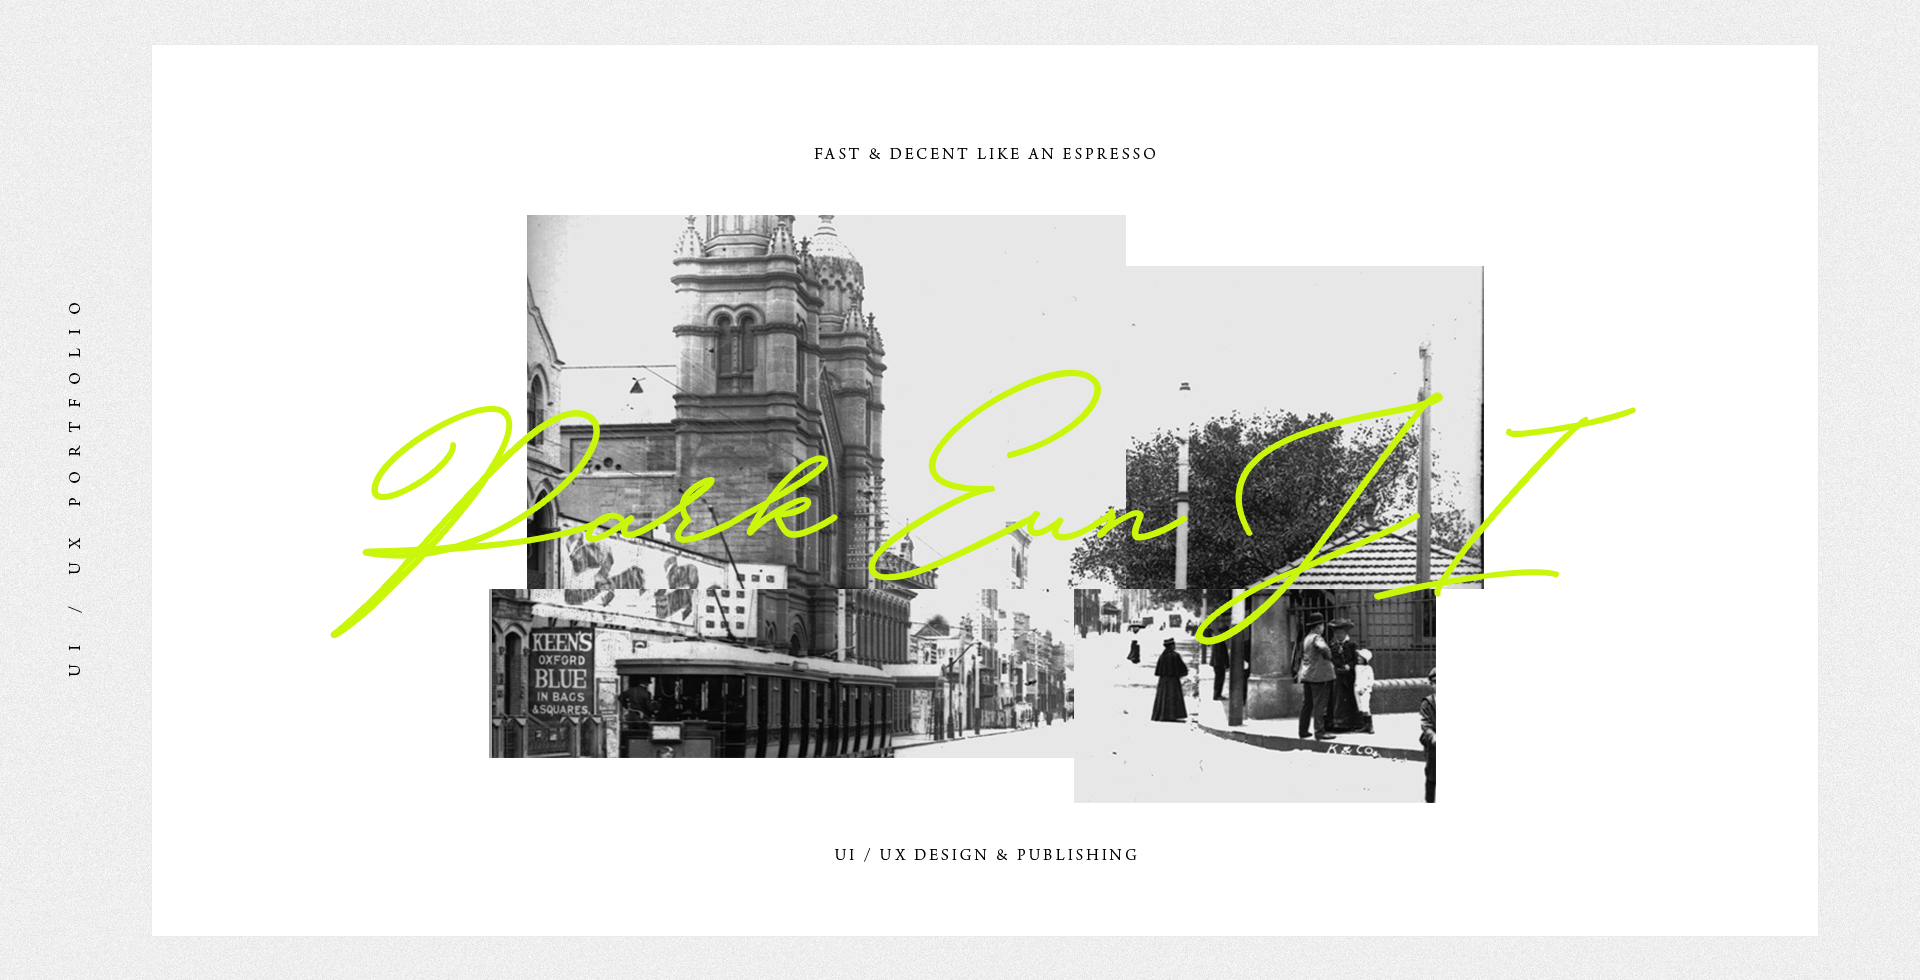 FAST & DECENT LIKE AN ESPRESSO
UI / UX PORTFOLIO
Park Eun JI
KEEN'S
OXFORD
BLUE
IN BAGS
& SQUARES.
K & Co.
UI / UX DESIGN & PUBLISHING